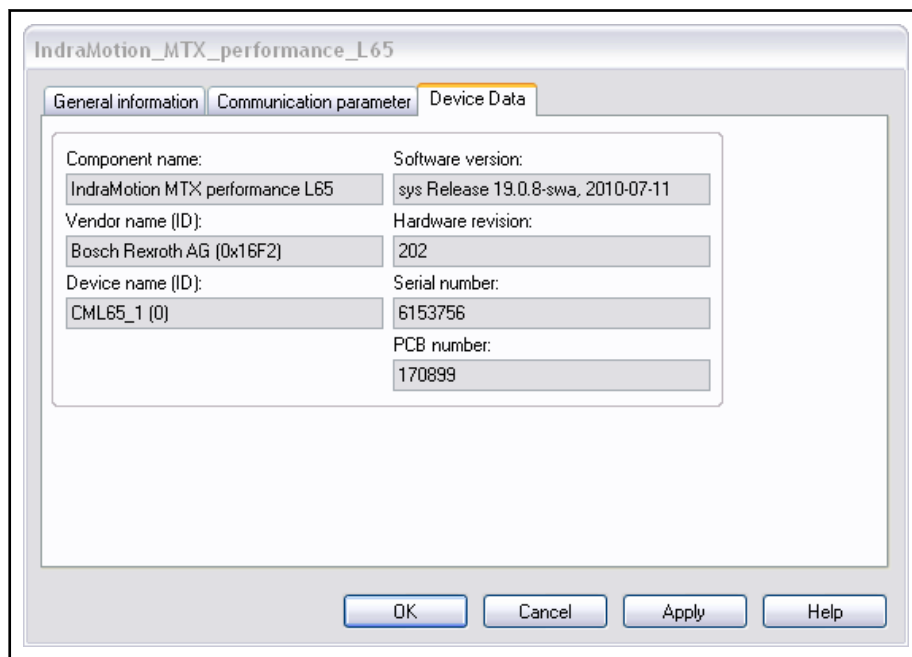 IndraMotion_MTX_performance_L65
General information Communication parameter Device Data
Component name:
IndraMotion MTX performance L65
Vendor name (ID):
Bosch Rexroth AG (0x16F2)
Device name (ID):
CML65_1 (0)
Software version:
sys Release 19.0.8-swa, 2010-07-11
Hardware revision:
202
Serial number:
6153756
PCB number:
170899
OK Cancel Apply Help